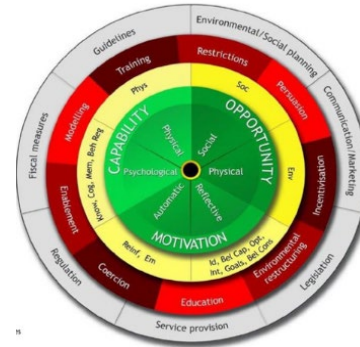 Guidelines
Environmental/Social planning
Communication/Marketing
Legislation
Service provision
Regulation
Fiscal measures
Training
Restrictions
Persuasion
Incentivisation
Environmental
restructuring
Education
Coercion
Enablement
Modelling
Phys
Soc
Env
Id, Bel Cap, Opt,
Int, Goals, Bel Cons
Reinf, Em
Know, Cog, Mem, Beh Reg
CAPABILITY
OPPORTUNITY
MOTIVATION
Physical
Social
Psychological
Physical
Automatic
Reflective